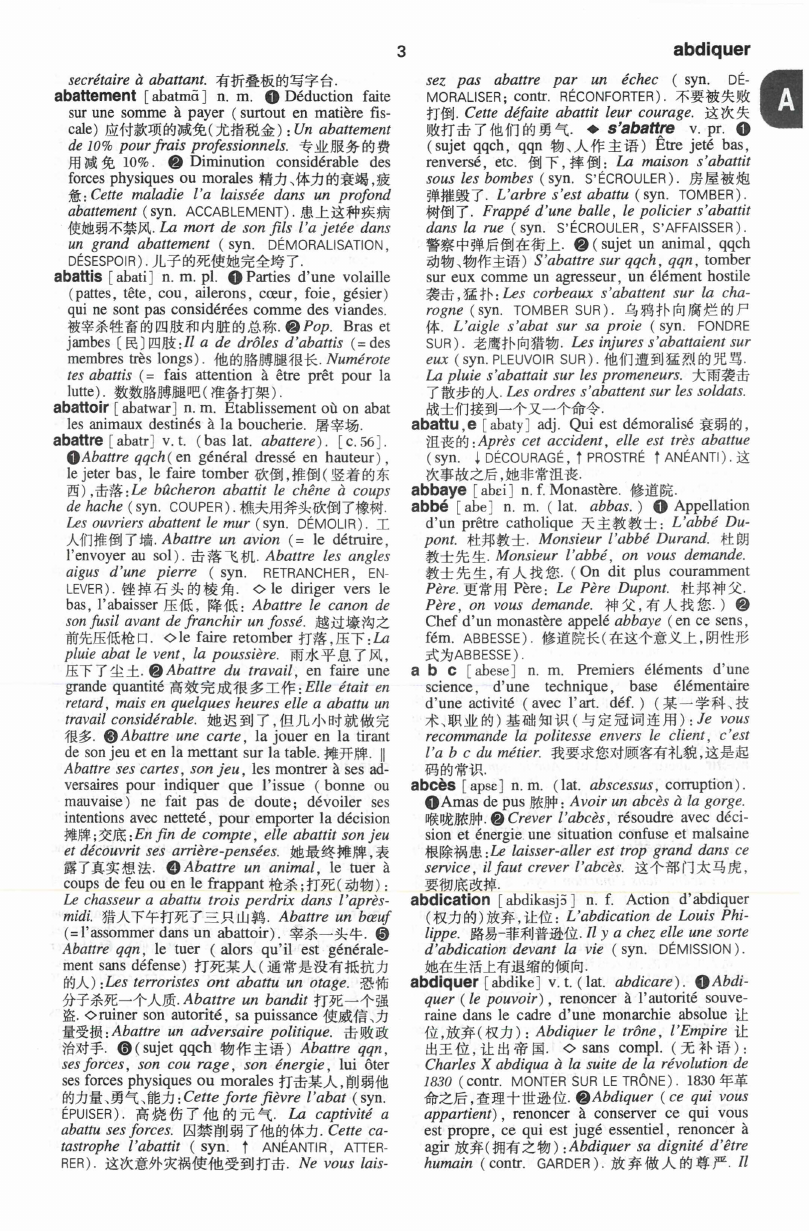 3
abdiquer
A
secrétaire à abattant. 有折叠板的写字台.
abattement [abatmɑ̃] n. m. ❶ Déduction faite
sur une somme à payer (surtout en matière fis-
cale) 应付款项的减免(尤指税金): Un abattement
de 10% pour frais professionnels. 专业服务的费
用减免 10%. ❷ Diminution considérable des
forces physiques ou morales 精力、体力的衰竭,疲
惫: Cette maladie l'a laissée dans un profond
abattement (syn. ACCABLEMENT). 患上这种疾病
使她弱不禁风. La mort de son fils l'a jetée dans
un grand abattement (syn. DÉMORALISATION,
DÉSESPOIR). 儿子的死使她完全垮了.
abattis [abati] n. m. pl. ❶ Parties d'une volaille
(pattes, tête, cou, ailerons, cœur, foie, gésier)
qui ne sont pas considérées comme des viandes.
被宰杀牲畜的四肢和内脏的总称. ❷ Pop. Bras et
jambes [民]四肢: Il a de drôles d'abattis (= des
membres très longs). 他的胳膊腿很长. Numérote
tes abattis (= fais attention à être prêt pour la
lutte). 数数胳膊腿吧(准备打架).
abattoir [abatwar] n. m. Établissement où on abat
les animaux destinés à la boucherie. 屠宰场.
abattre [abatr] v. t. (bas lat. abattere). [c. 56].
❶ Abattre qqch (en général dressé en hauteur),
le jeter bas, le faire tomber 砍倒,推倒(竖着的东
西),击落: Le bûcheron abattit le chêne à coups
de hache (syn. COUPER). 樵夫用斧头砍倒了橡树.
Les ouvriers abattent le mur (syn. DÉMOLIR). 工
人们推倒了墙. Abattre un avion (= le détruire,
l'envoyer au sol). 击落飞机. Abattre les angles
aigus d'une pierre (syn. RETRANCHER, EN-
LEVER). 锉掉石头的棱角. ◇ le diriger vers le
bas, l'abaisser 压低, 降低: Abattre le canon de
son fusil avant de franchir un fossé. 越过壕沟之
前先压低枪口. ◇ le faire retomber 打落,压下: La
pluie abat le vent, la poussière. 雨水平息了风,
压下了尘土. ❷ Abattre du travail, en faire une
grande quantité 高效完成很多工作: Elle était en
retard, mais en quelques heures elle a abattu un
travail considérable. 她迟到了,但几小时就做完
很多. ❸ Abattre une carte, la jouer en la tirant
de son jeu et en la mettant sur la table. 摊开牌. ‖
Abattre ses cartes, son jeu, les montrer à ses ad-
versaires pour indiquer que l'issue (bonne ou
mauvaise) ne fait pas de doute; dévoiler ses
intentions avec netteté, pour emporter la décision
摊牌;交底: En fin de compte, elle abattit son jeu
et découvrit ses arrière-pensées. 她最终摊牌,表
露了真实想法. ❹ Abattre un animal, le tuer à
coups de feu ou en le frappant 枪杀;打死(动物):
Le chasseur a abattu trois perdrix dans l'après-
midi. 猎人下午打死了三只山鹑. Abattre un bœuf
(= l'assommer dans un abattoir). 宰杀一头牛. ❺
Abattre qqn, le tuer (alors qu'il est générale-
ment sans défense) 打死某人(通常是没有抵抗力
的人): Les terroristes ont abattu un otage. 恐怖
分子杀死一个人质. Abattre un bandit 打死一个强
盗. ◇ ruiner son autorité, sa puissance 使威信、力
量受损: Abattre un adversaire politique. 击败政
治对手. ❻ (sujet qqch 物作主语) Abattre qqn,
ses forces, son cou rage, son énergie, lui ôter
ses forces physiques ou morales 打击某人,削弱他
的力量、勇气、能力: Cette forte fièvre l'abat (syn.
ÉPUISER). 高烧伤了他的元气. La captivité a
abattu ses forces. 囚禁削弱了他的体力. Cette ca-
tastrophe l'abattit (syn. ↑ ANÉANTIR, ATTER-
RER). 这次意外灾祸使他受到打击. Ne vous lais-
sez pas abattre par un échec (syn. DÉ-
MORALISER; contr. RÉCONFORTER). 不要被失败
打倒. Cette défaite abattit leur courage. 这次失
败打击了他们的勇气. ◆ s'abattre v. pr. ❶
(sujet qqch, qqn 物、人作主语) Être jeté bas,
renversé, etc. 倒下,摔倒: La maison s'abattit
sous les bombes (syn. S'ÉCROULER). 房屋被炮
弹摧毁了. L'arbre s'est abattu (syn. TOMBER).
树倒了. Frappé d'une balle, le policier s'abattit
dans la rue (syn. S'ÉCROULER, S'AFFAISSER).
警察中弹后倒在街上. ❷ (sujet un animal, qqch
动物、物作主语) S'abattre sur qqch, qqn, tomber
sur eux comme un agresseur, un élément hostile
袭击,猛扑: Les corbeaux s'abattent sur la cha-
rogne (syn. TOMBER SUR). 乌鸦扑向腐烂的尸
体. L'aigle s'abat sur sa proie (syn. FONDRE
SUR). 老鹰扑向猎物. Les injures s'abattaient sur
eux (syn. PLEUVOIR SUR). 他们遭到猛烈的咒骂.
La pluie s'abattait sur les promeneurs. 大雨袭击
了散步的人. Les ordres s'abattent sur les soldats.
战士们接到一个又一个命令.
abattu,e [abaty] adj. Qui est démoralisé 衰弱的,
沮丧的: Après cet accident, elle est très abattue
(syn. ↓ DÉCOURAGÉ, ↑ PROSTRÉ ↑ ANÉANTI). 这
次事故之后,她非常沮丧.
abbaye [abɛi] n. f. Monastère. 修道院.
abbé [abe] n. m. (lat. abbas.) ❶ Appellation
d'un prêtre catholique 天主教教士: L'abbé Du-
pont. 杜邦教士. Monsieur l'abbé Durand. 杜朗
教士先生. Monsieur l'abbé, on vous demande.
教士先生,有人找您. (On dit plus couramment
Père. 更常用 Père: Le Père Dupont. 杜邦神父.
Père, on vous demande. 神父,有人找您.) ❷
Chef d'un monastère appelé abbaye (en ce sens,
fém. ABBESSE). 修道院长(在这个意义上,阴性形
式为ABBESSE).
a b c [abese] n. m. Premiers éléments d'une
science, d'une technique, base élémentaire
d'une activité (avec l'art. déf.) (某一学科、技
术、职业的)基础知识(与定冠词连用): Je vous
recommande la politesse envers le client, c'est
l'a b c du métier. 我要求您对顾客有礼貌,这是起
码的常识.
abcès [apse] n. m. (lat. abscessus, corruption).
❶ Amas de pus 脓肿: Avoir un abcès à la gorge.
喉咙脓肿. ❷ Crever l'abcès, résoudre avec déci-
sion et énergie une situation confuse et malsaine
根除祸患: Le laisser-aller est trop grand dans ce
service, il faut crever l'abcès. 这个部门太马虎,
要彻底改掉.
abdication [abdikasjɔ̃] n. f. Action d'abdiquer
(权力的)放弃,让位: L'abdication de Louis Phi-
lippe. 路易-菲利普逊位. Il y a chez elle une sorte
d'abdication devant la vie (syn. DÉMISSION).
她在生活上有退缩的倾向.
abdiquer [abdike] v. t. (lat. abdicare). ❶ Abdi-
quer (le pouvoir), renoncer à l'autorité souve-
raine dans le cadre d'une monarchie absolue 让
位,放弃(权力): Abdiquer le trône, l'Empire 让
出王位,让出帝国. ◇ sans compl. (无补语):
Charles X abdiqua à la suite de la révolution de
1830 (contr. MONTER SUR LE TRÔNE). 1830 年革
命之后,查理十世逊位. ❷ Abdiquer (ce qui vous
appartient), renoncer à conserver ce qui vous
est propre, ce qui est jugé essentiel, renoncer à
agir 放弃(拥有之物): Abdiquer sa dignité d'être
humain (contr. GARDER). 放弃做人的尊严. Il